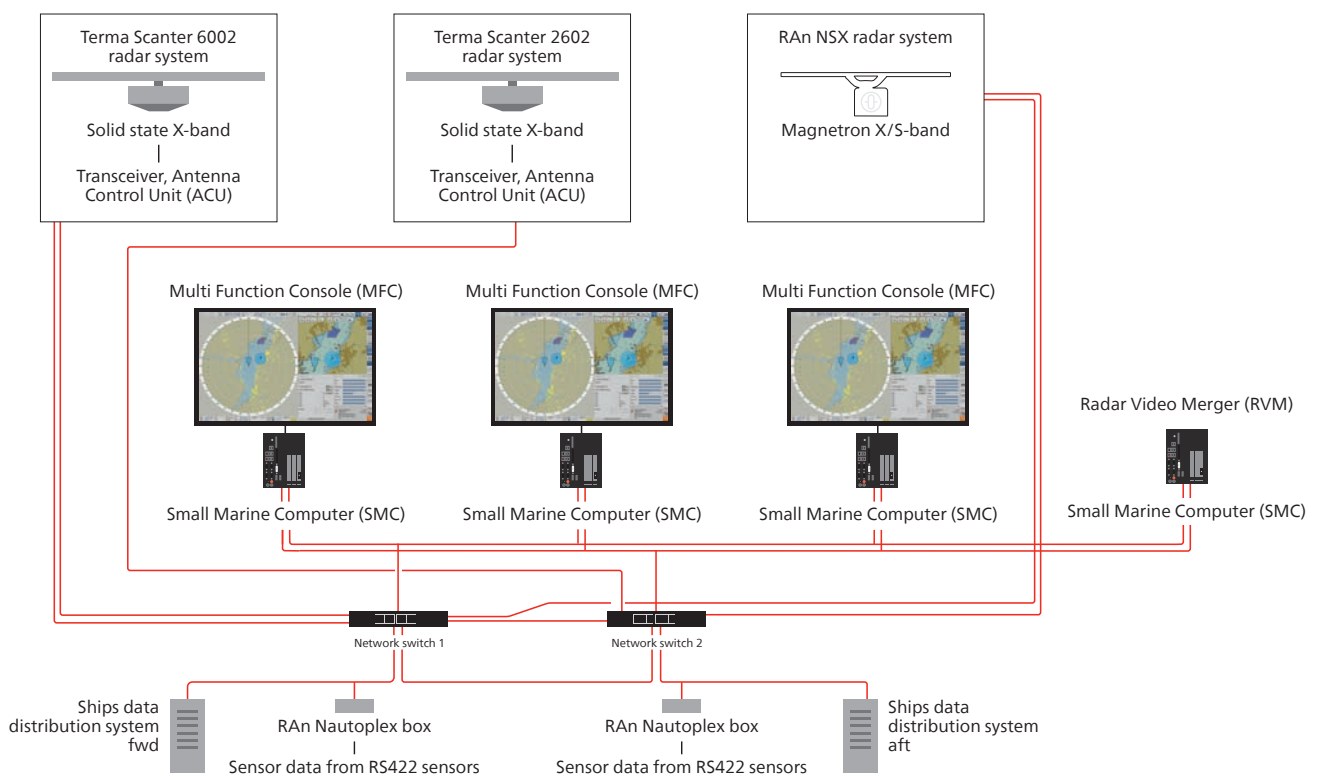 Terma Scanter 6002
radar system
Solid state X-band
Transceiver, Antenna
Control Unit (ACU)
Terma Scanter 2602
radar system
Solid state X-band
Transceiver, Antenna
Control Unit (ACU)
RAn NSX radar system
Magnetron X/S-band
Multi Function Console (MFC)
Multi Function Console (MFC)
Multi Function Console (MFC)
Radar Video Merger (RVM)
Small Marine Computer (SMC)
Small Marine Computer (SMC)
Small Marine Computer (SMC)
Small Marine Computer (SMC)
Network switch 1
Network switch 2
Ships data
distribution system
fwd
RAn Nautoplex box
Sensor data from RS422 sensors
RAn Nautoplex box
Sensor data from RS422 sensors
Ships data
distribution system
aft